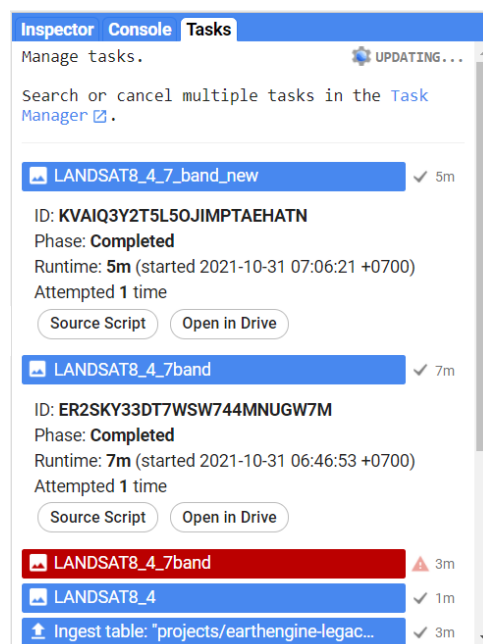 Inspector Console Tasks
Manage tasks. UPDATING...
Search or cancel multiple tasks in the Task
Manager.
LANDSAT8_4_7_band_new 5m
ID: KVAIQ3Y2T5L5OJIMPTAEHATN
Phase: Completed
Runtime: 5m (started 2021-10-31 07:06:21 +0700)
Attempted 1 time
Source Script Open in Drive
LANDSAT8_4_7band 7m
ID: ER2SKY33DT7WSW744MNUGW7M
Phase: Completed
Runtime: 7m (started 2021-10-31 06:46:53 +0700)
Attempted 1 time
Source Script Open in Drive
LANDSAT8_4_7band 3m
LANDSAT8_4 1m
Ingest table: "projects/earthengine-legac... 3m